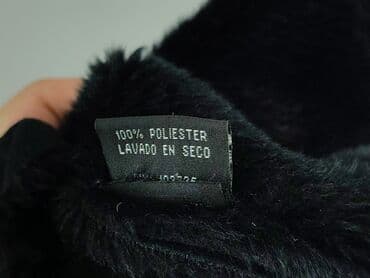 100% POLIESTER
LAVADO EN SECO